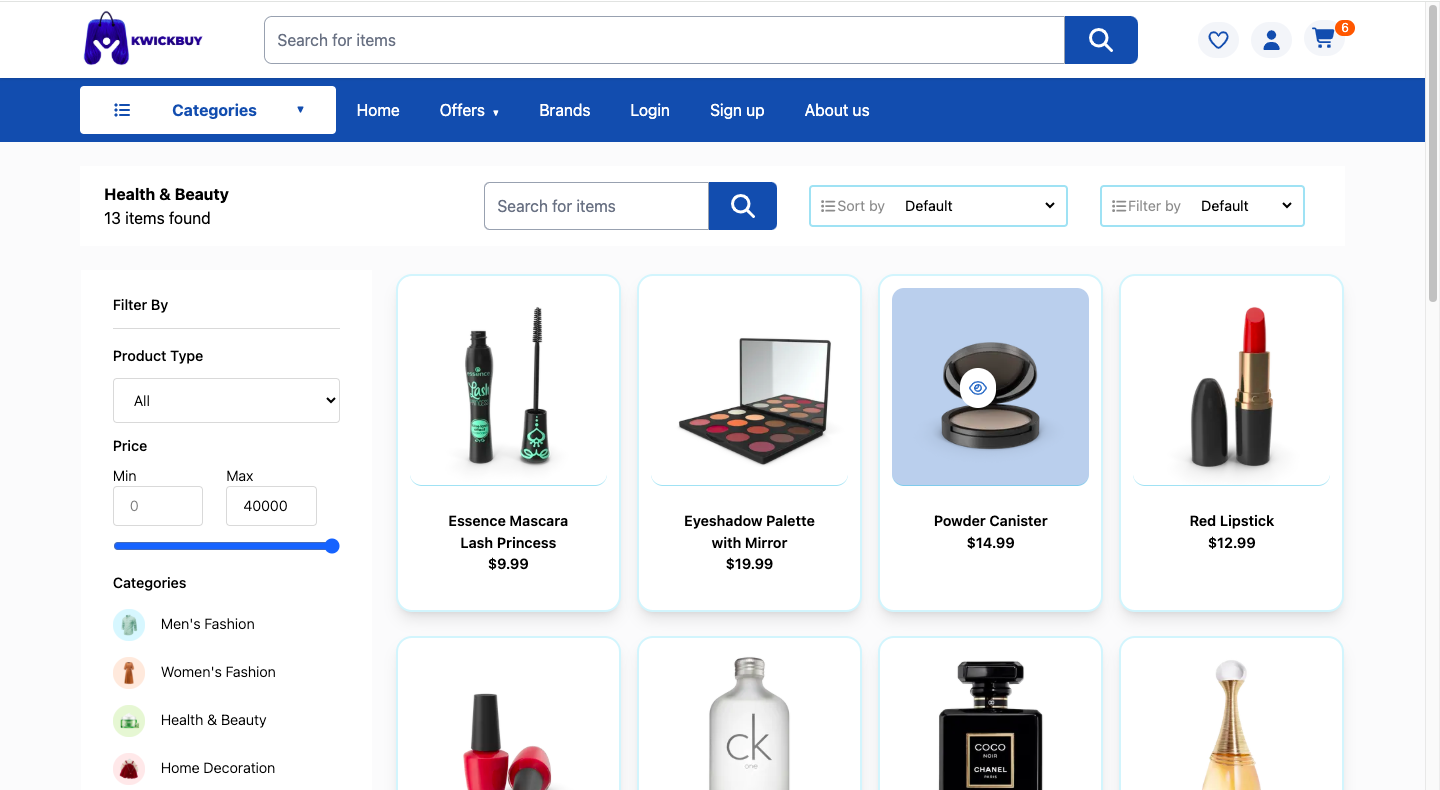 KWICKBUY
Search for items
6
Categories ▼
Home
Offers ▼
Brands
Login
Sign up
About us
Health & Beauty
13 items found
Search for items
Sort by Default
Filter by Default
Filter By
Product Type
All
Price
Min Max
0 40000
Categories
Men's Fashion
Women's Fashion
Health & Beauty
Home Decoration
essence
Lash
PRINCESS
Essence Mascara
Lash Princess
$9.99
Eyeshadow Palette
with Mirror
$19.99
Powder Canister
$14.99
Red Lipstick
$12.99
ck
one
COCO
NOIR
CHANEL
PARIS